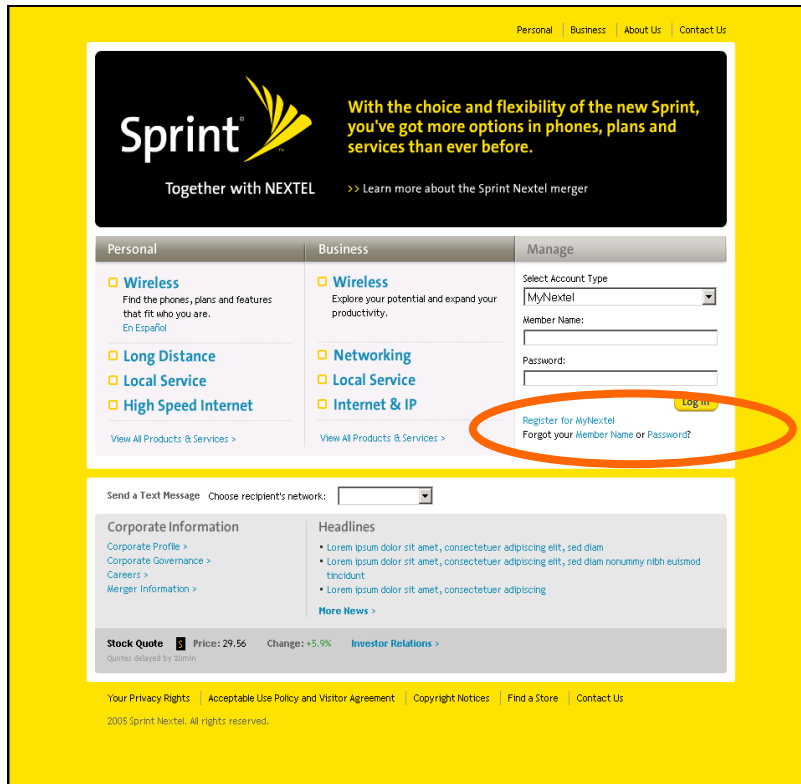 Personal Business About Us Contact Us
Sprint
Together with NEXTEL
With the choice and flexibility of the new Sprint,
you've got more options in phones, plans and
services than ever before.
>> Learn more about the Sprint Nextel merger
Personal
Wireless
Find the phones, plans and features
that fit who you are.
En Español
Long Distance
Local Service
High Speed Internet
View All Products & Services >
Business
Wireless
Explore your potential and expand your
productivity.
Networking
Local Service
Internet & IP
View All Products & Services >
Manage
Select Account Type
MyNextel
Member Name:
Password:
Log In
Register for MyNextel
Forgot your Member Name or Password?
Send a Text Message Choose recipient's network:
Corporate Information
Corporate Profile >
Corporate Governance >
Careers >
Merger Information >
Headlines
• Lorem ipsum dolor sit amet, consectetuer adipiscing elit, sed diam
• Lorem ipsum dolor sit amet, consectetuer adipiscing elit, sed diam nonummy nibh euismod
tincidunt
• Lorem ipsum dolor sit amet, consectetuer adipiscing
More News >
Stock Quote S Price: 29.56 Change: +5.9% Investor Relations >
Quotes delayed by 20min
Your Privacy Rights Acceptable Use Policy and Visitor Agreement Copyright Notices Find a Store Contact Us
2005 Sprint Nextel. All rights reserved.